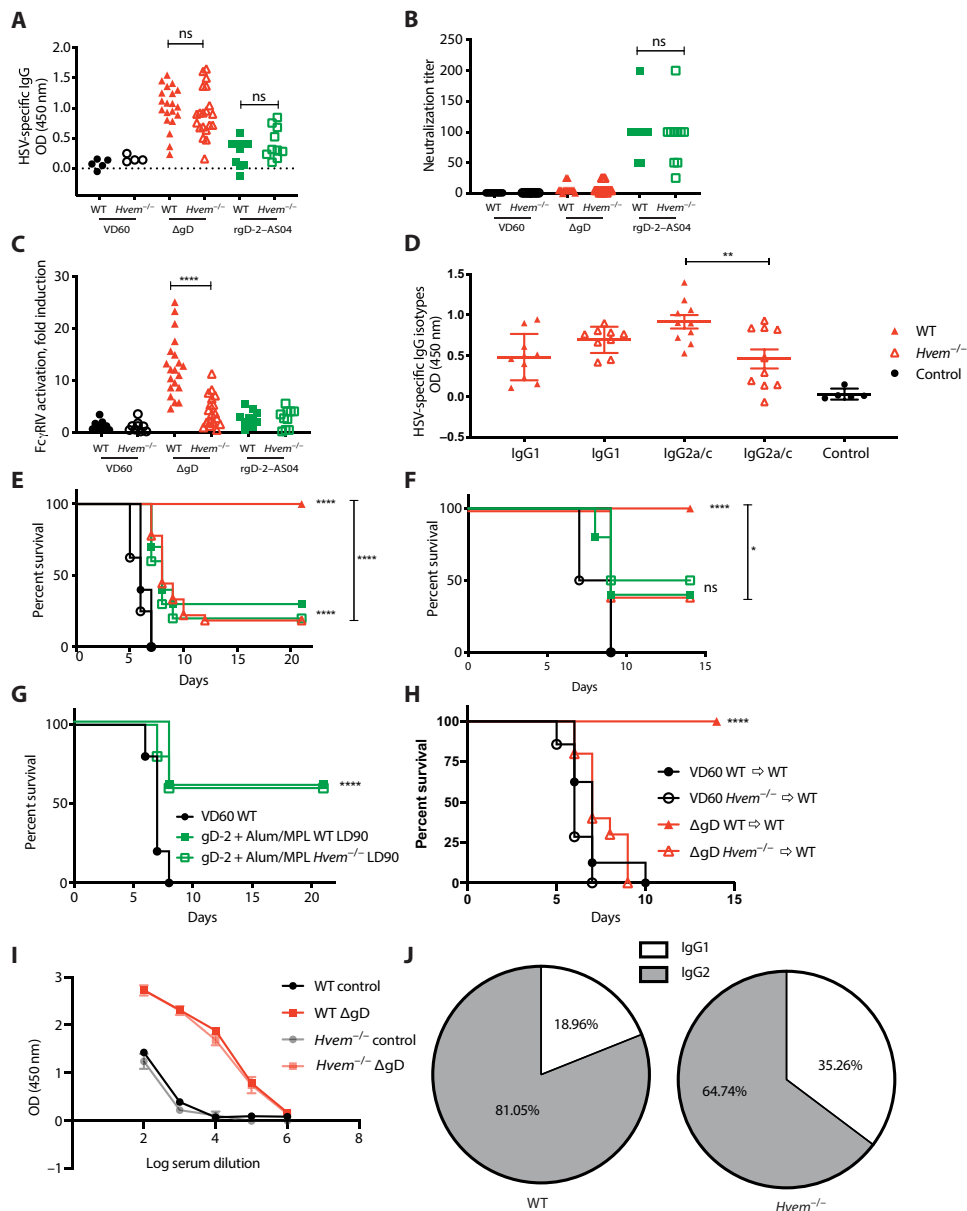 A
HSV-specific IgG
OD (450 nm)
2.0
1.5
1.0
0.5
0.0
ns
ns
WT Hvem−/− WT Hvem−/− WT Hvem−/−
VD60 ΔgD rgD-2–AS04
B
Neutralization titer
250
200
150
100
50
0
ns
WT Hvem−/− WT Hvem−/− WT Hvem−/−
VD60 ΔgD rgD-2–AS04
C
FcγRIV activation, fold induction
30
20
10
0
****
WT Hvem−/− WT Hvem−/− WT Hvem−/−
VD60 ΔgD rgD-2–AS04
D
HSV-specific IgG isotypes
OD (450 nm)
1.5
1.0
0.5
0.0
−0.5
**
IgG1 IgG1 IgG2a/c IgG2a/c Control
WT
Hvem−/−
Control
E
Percent survival
100
50
0
0 5 10 15 20
Days
****
****
****
F
Percent survival
100
50
0
0 5 10 15
Days
****
*
ns
G
Percent survival
100
50
0
0 5 10 15 20
Days
****
VD60 WT
gD-2 + Alum/MPL WT LD90
gD-2 + Alum/MPL Hvem−/− LD90
H
Percent survival
100
75
50
25
0
0 5 10 15
Days
****
VD60 WT ⇨ WT
VD60 Hvem−/− ⇨ WT
ΔgD WT ⇨ WT
ΔgD Hvem−/− ⇨ WT
I
OD (450 nm)
3
2
1
0
−1
2 4 6 8
Log serum dilution
WT control
WT ΔgD
Hvem−/− control
Hvem−/− ΔgD
J
IgG1
IgG2
18.96%
81.05%
WT
35.26%
64.74%
Hvem−/−